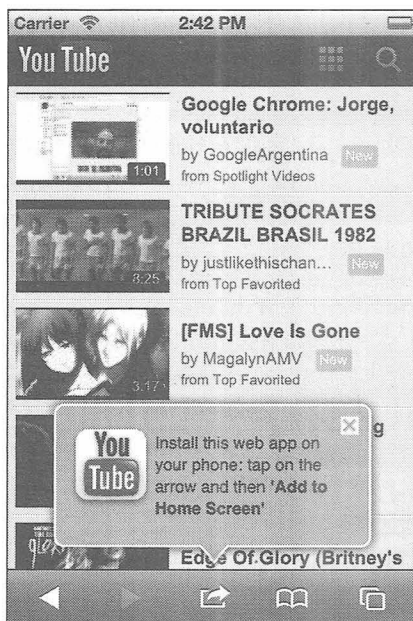 Carrier 2:42 PM
You Tube
Google Chrome: Jorge,
voluntario
1:01
by GoogleArgentina New
from Spotlight Videos
TRIBUTE SOCRATES
BRAZIL BRASIL 1982
by justlikethischan... New
8:25
from Top Favorited
[FMS] Love Is Gone
by MagalynAMV New
3:17
from Top Favorited
g
You
Tube
Install this web app on
your phone: tap on the
arrow and then 'Add to
Home Screen'
Edge Of Glory (Britney's